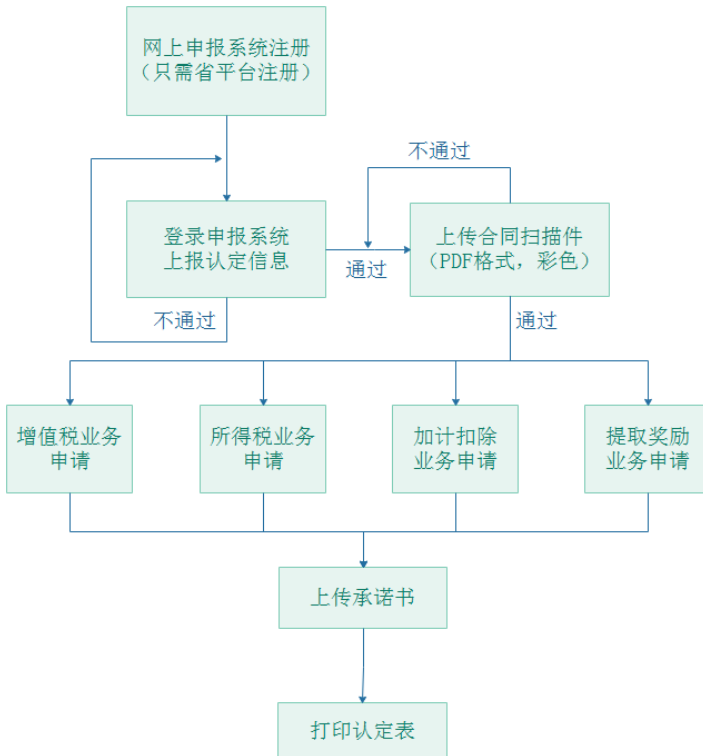 网上申报系统注册
（只需省平台注册）
不通过
登录申报系统
上报认定信息
通过
上传合同扫描件
（PDF格式，彩色）
不通过
通过
增值税业务
申请
所得税业务
申请
加计扣除
业务申请
提取奖励
业务申请
上传承诺书
打印认定表